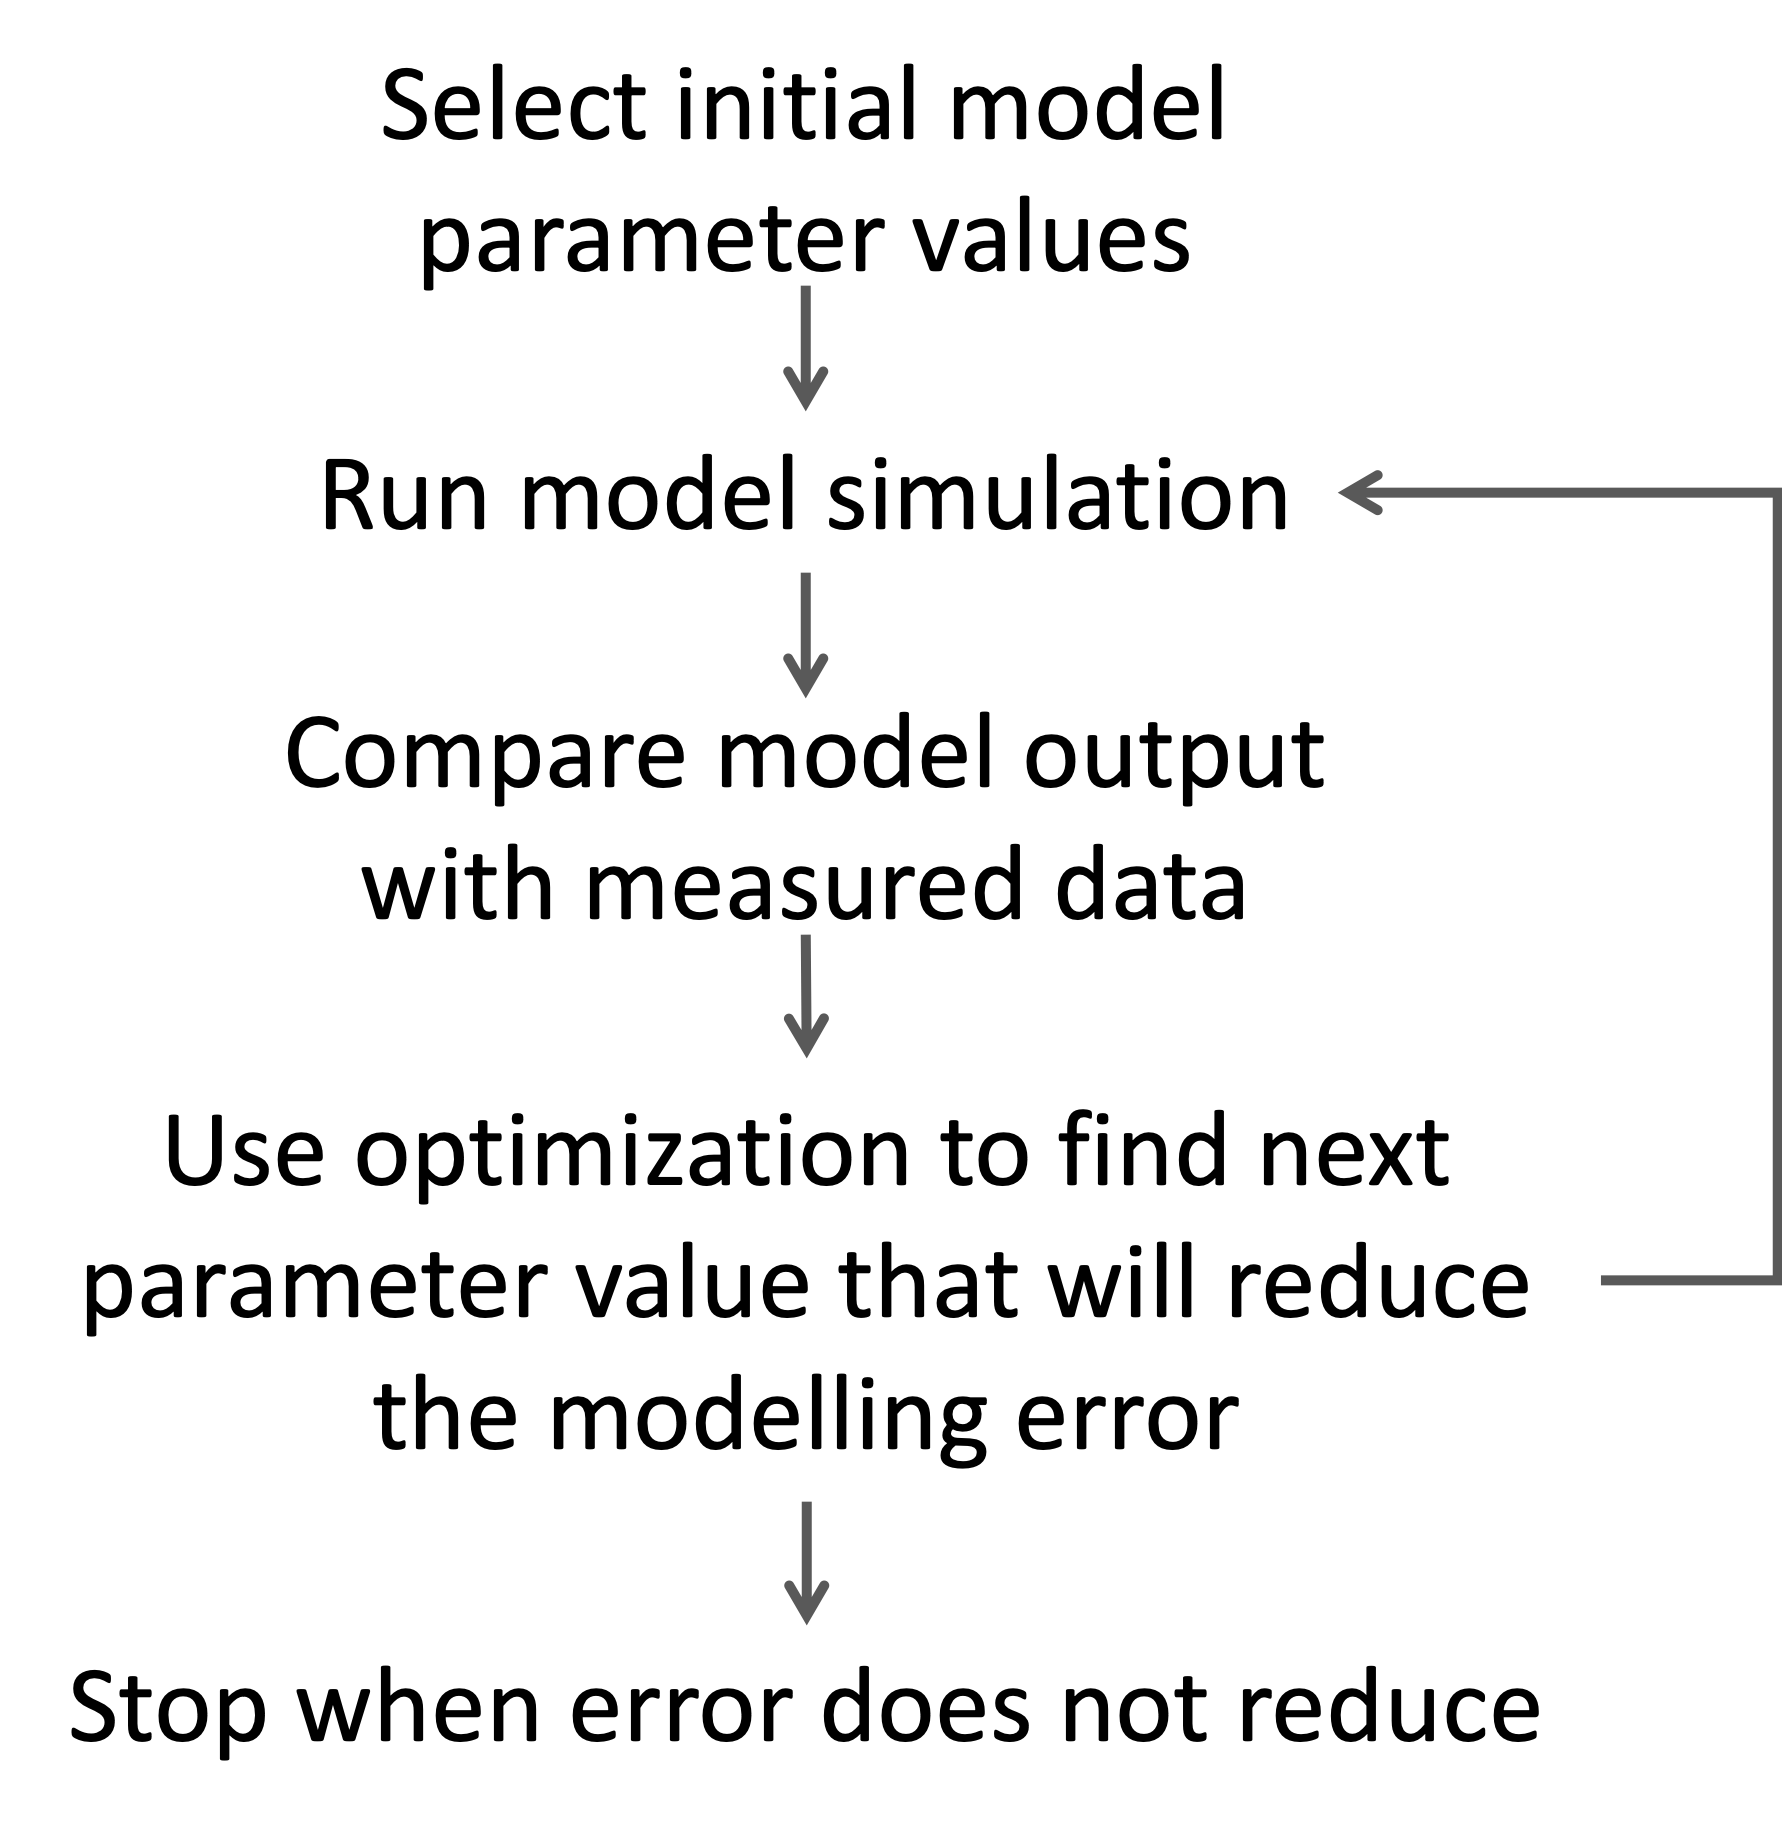 Select initial model
parameter values
Run model simulation
Compare model output
with measured data
Use optimization to find next
parameter value that will reduce
the modelling error
Stop when error does not reduce